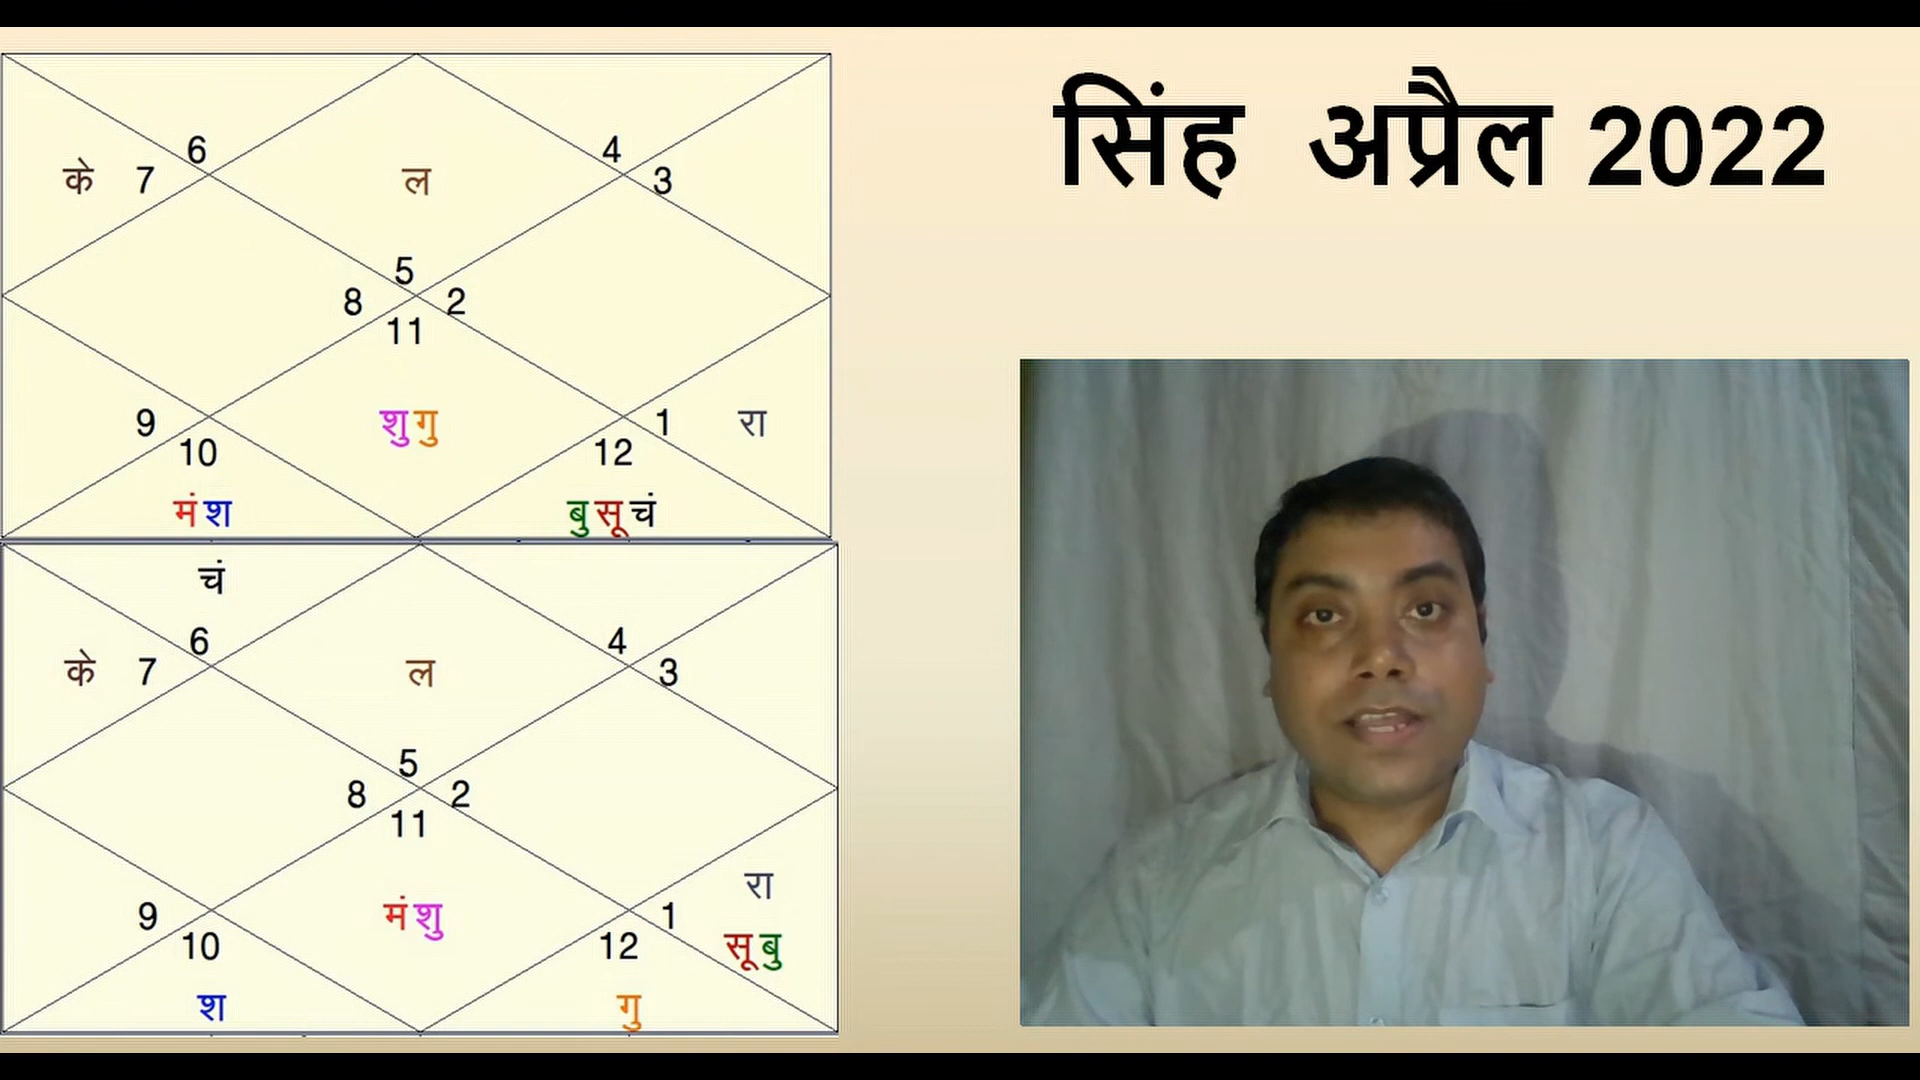 सिंह अप्रैल 2022
6 4
के 7 ल 3
5
8 2
11
9 शु गु 1 रा
10 12
मं श बु सू चं
चं
6 4
के 7 ल 3
5
8 2
11
रा
9 मं शु 1
10 12 सू बु
श गु